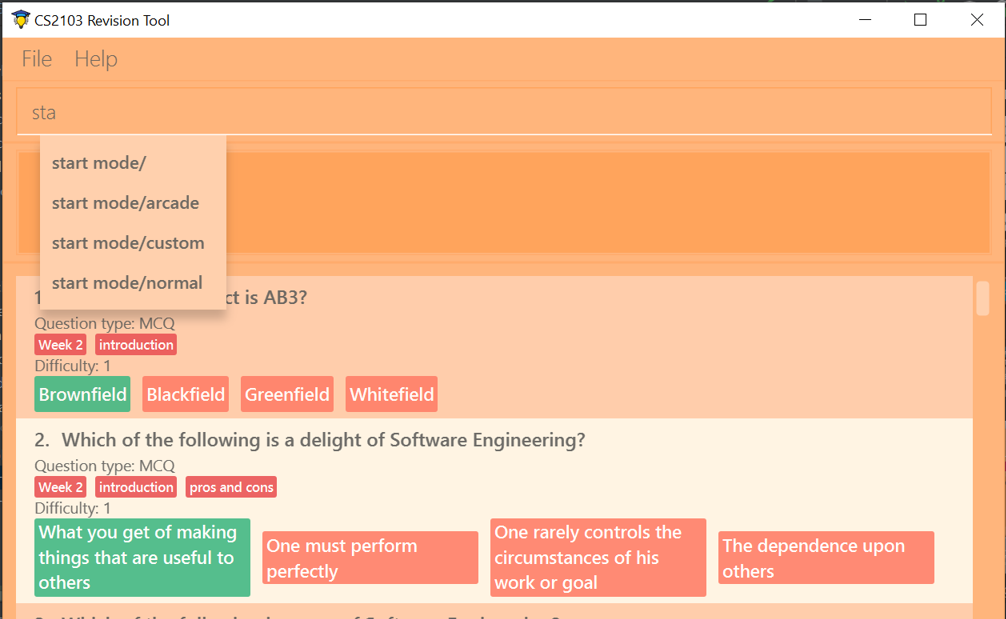 CS2103 Revision Tool
File Help
sta
start mode/
start mode/arcade
start mode/custom
start mode/normal
ct is AB3?
Question type: MCQ
Week 2 introduction
Difficulty: 1
Brownfield Blackfield Greenfield Whitefield
2. Which of the following is a delight of Software Engineering?
Question type: MCQ
Week 2 introduction pros and cons
Difficulty: 1
What you get of making
things that are useful to
others
One must perform
perfectly
One rarely controls the
circumstances of his
work or goal
The dependence upon
others